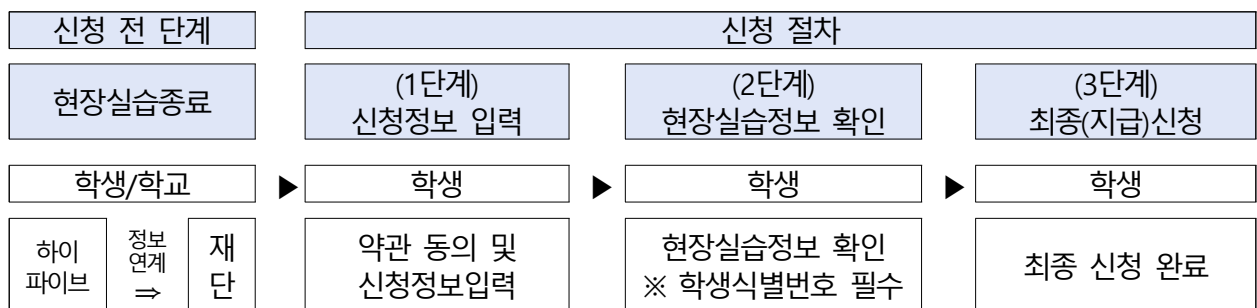 신청 전 단계
신청 절차
현장실습종료
(1단계)
신청정보 입력
(2단계)
현장실습정보 확인
(3단계)
최종(지급)신청
학생/학교
▶
학생
▶
학생
▶
학생
하이
파이브
정보
연계
⇒
재
단
약관 동의 및
신청정보입력
현장실습정보 확인
※ 학생식별번호 필수
최종 신청 완료